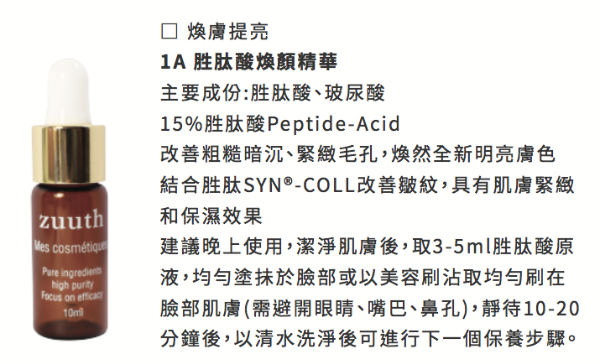 □ 煥膚提亮
1A 胜肽酸煥顏精華
主要成份:胜肽酸、玻尿酸
15%胜肽酸Peptide-Acid
改善粗糙暗沉、緊緻毛孔，煥然全新明亮膚色
結合胜肽SYN®-COLL改善皺紋，具有肌膚緊緻
和保濕效果
建議晚上使用，潔淨肌膚後，取3-5ml胜肽酸原
液，均勻塗抹於臉部或以美容刷沾取均勻刷在
臉部肌膚(需避開眼睛、嘴巴、鼻孔)，靜待10-20
分鐘後，以清水洗淨後可進行下一個保養步驟。
zuuth
Mes cosmétiques
Pure ingredients
high purity
Focus on efficacy
10ml